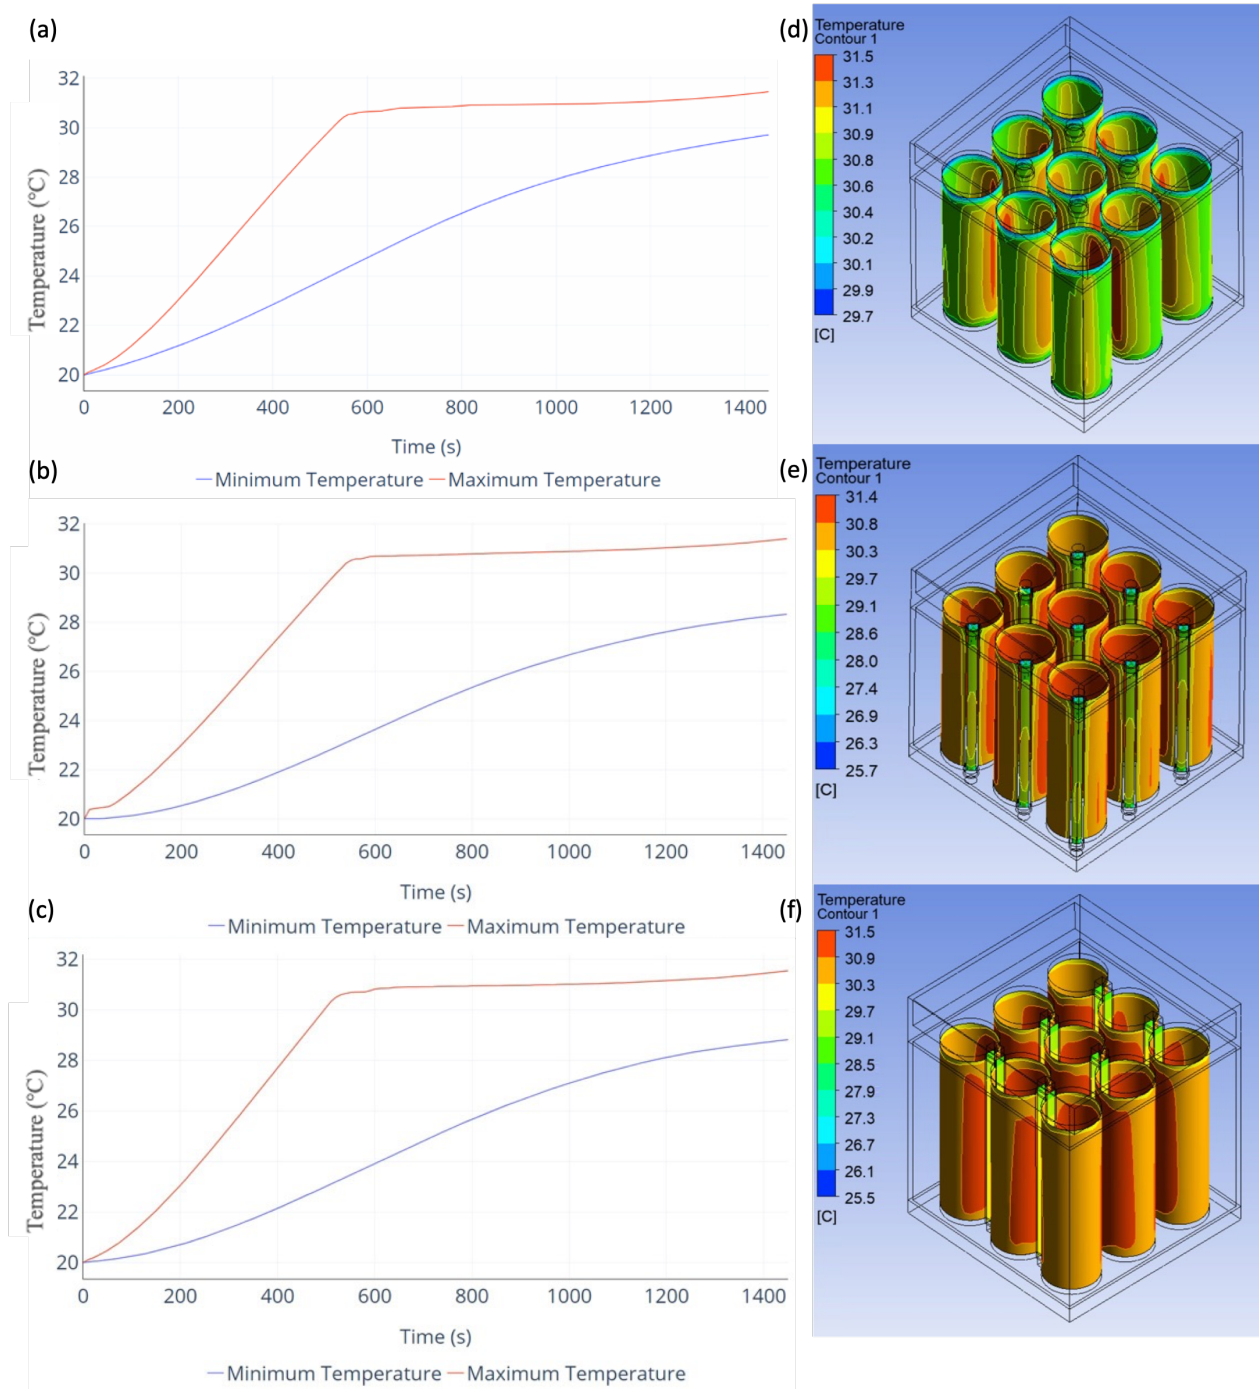 (a)
32
30
28
26
24
22
20
Temperature (°C)
0 200 400 600 800 1000 1200 1400
Time (s)
Minimum Temperature Maximum Temperature
(d)
Temperature
Contour 1
31.5
31.3
31.1
30.9
30.8
30.6
30.4
30.2
30.1
29.9
29.7
[C]
(b)
32
30
28
26
24
22
20
Temperature (°C)
0 200 400 600 800 1000 1200 1400
Time (s)
Minimum Temperature Maximum Temperature
(e)
Temperature
Contour 1
31.4
30.8
30.3
29.7
29.1
28.6
28.0
27.4
26.9
26.3
25.7
[C]
(c)
32
30
28
26
24
22
20
Temperature (°C)
0 200 400 600 800 1000 1200 1400
Time (s)
Minimum Temperature Maximum Temperature
(f)
Temperature
Contour 1
31.5
30.9
30.3
29.7
29.1
28.5
27.9
27.3
26.7
26.1
25.5
[C]